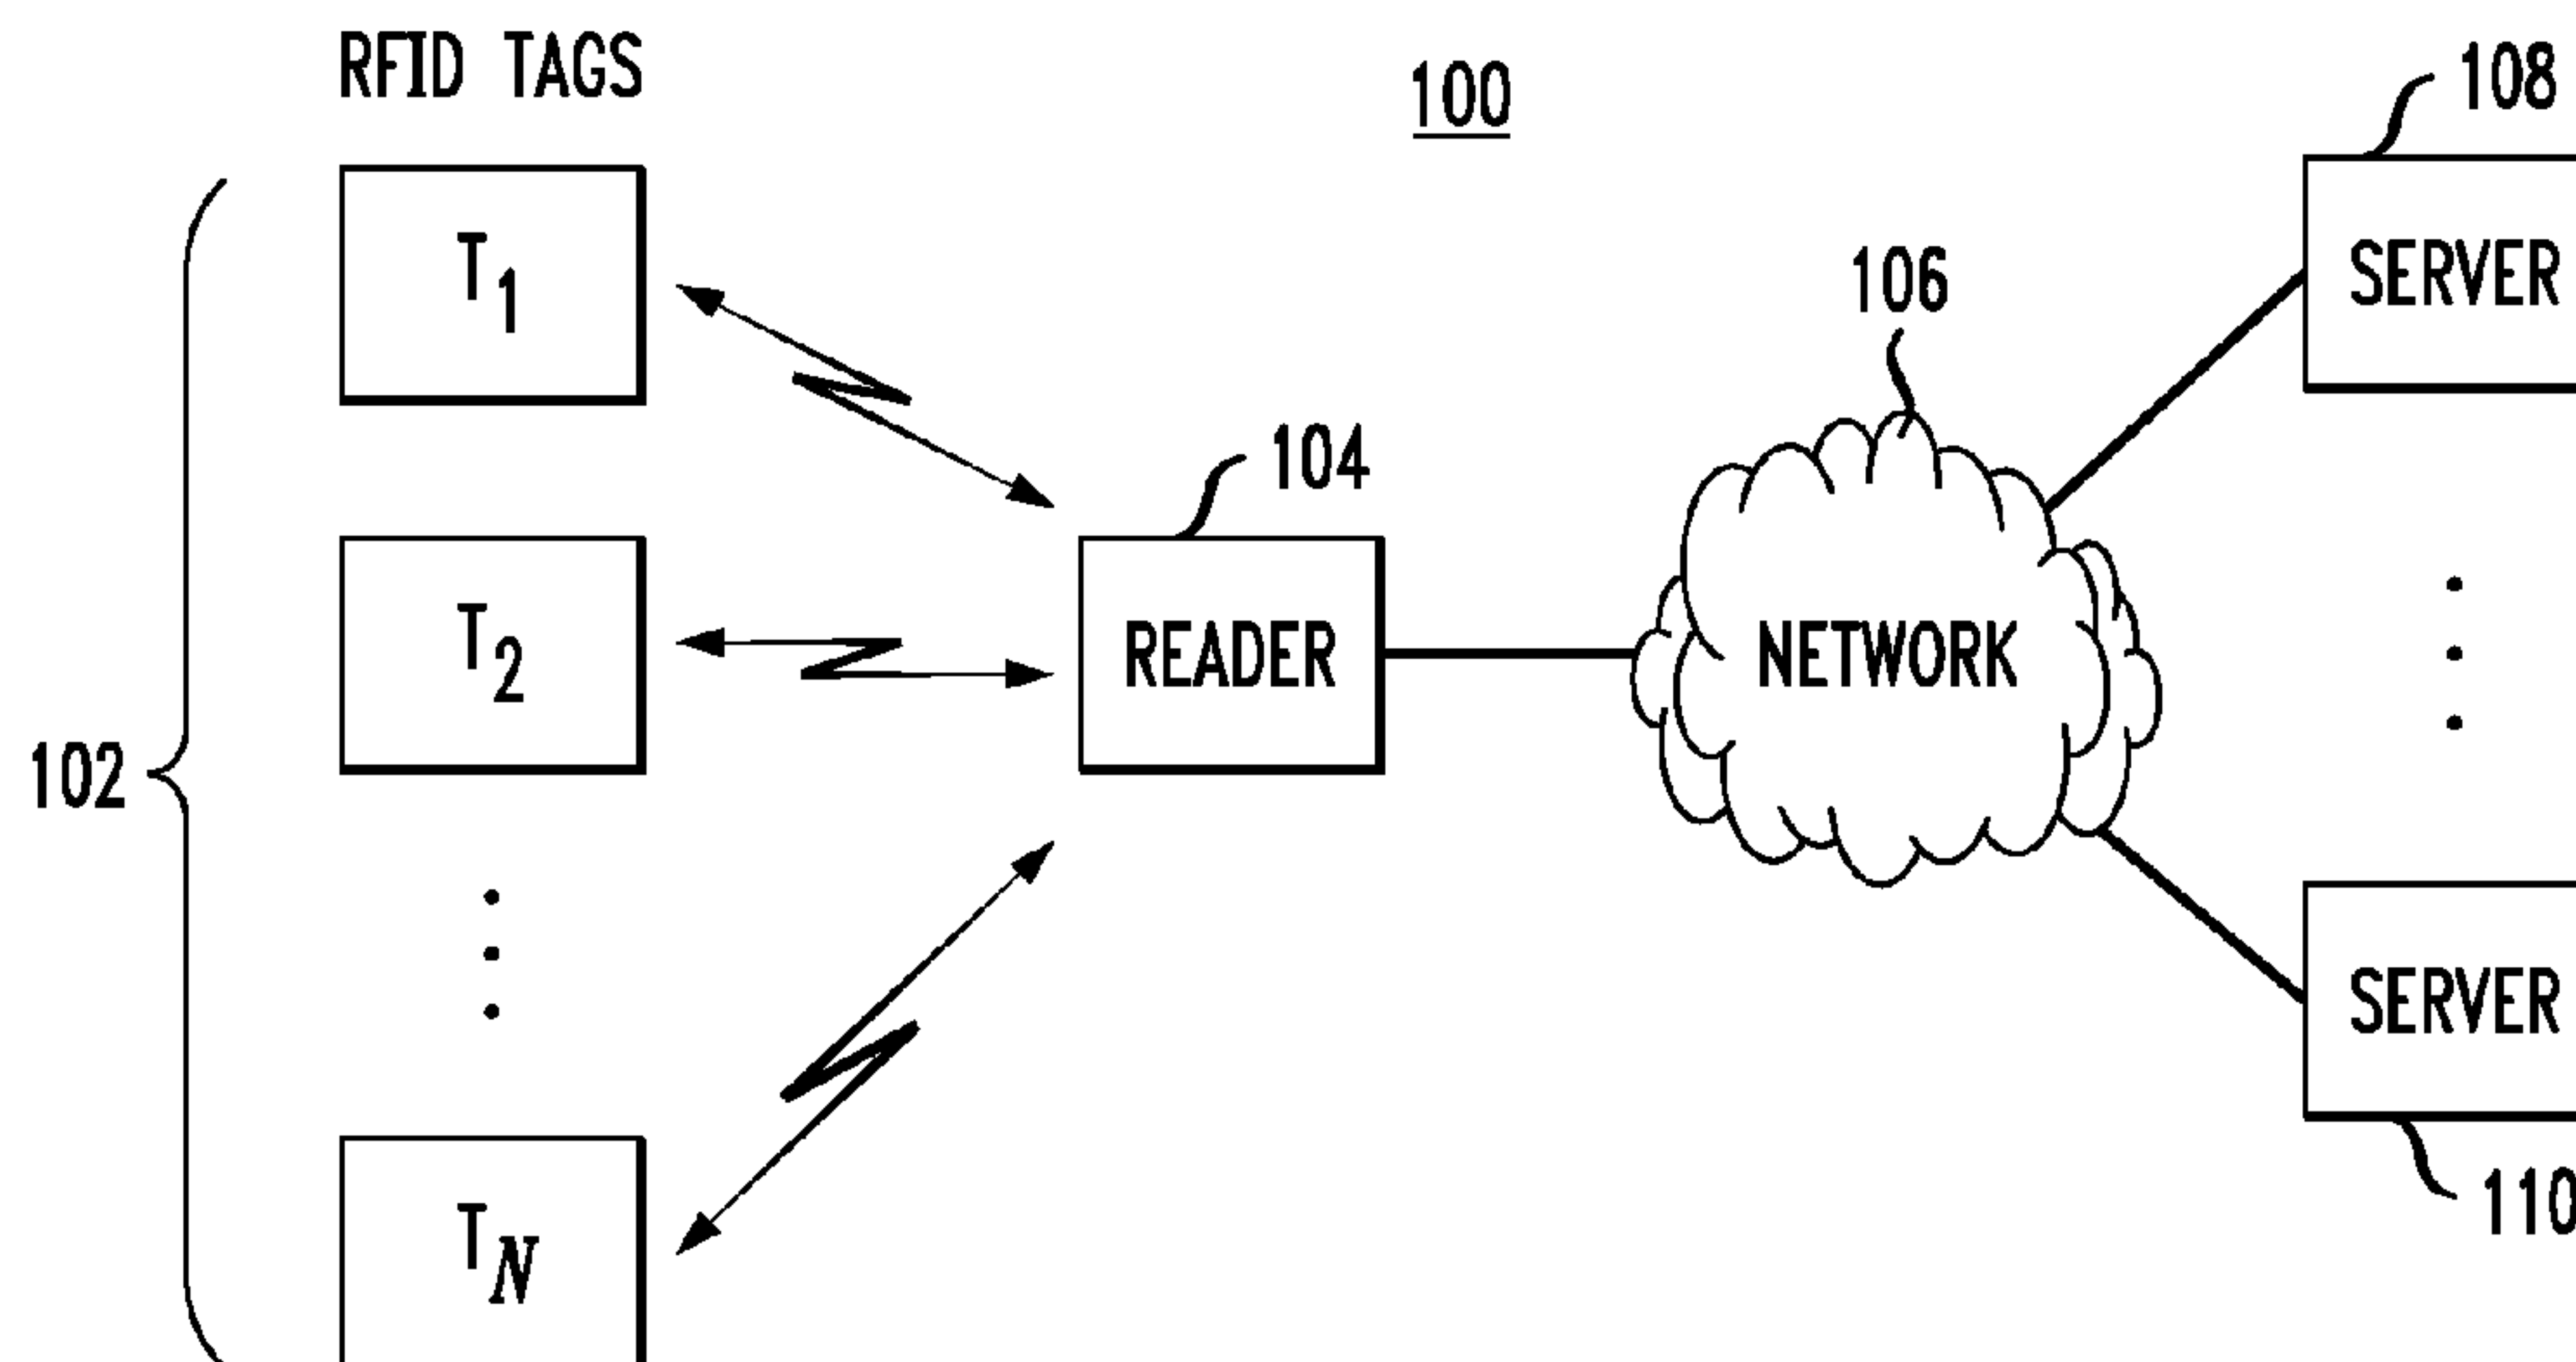 RFID TAGS
100
108
T1
SERVER
106
104
T2
READER
NETWORK
102
SERVER
110
TN